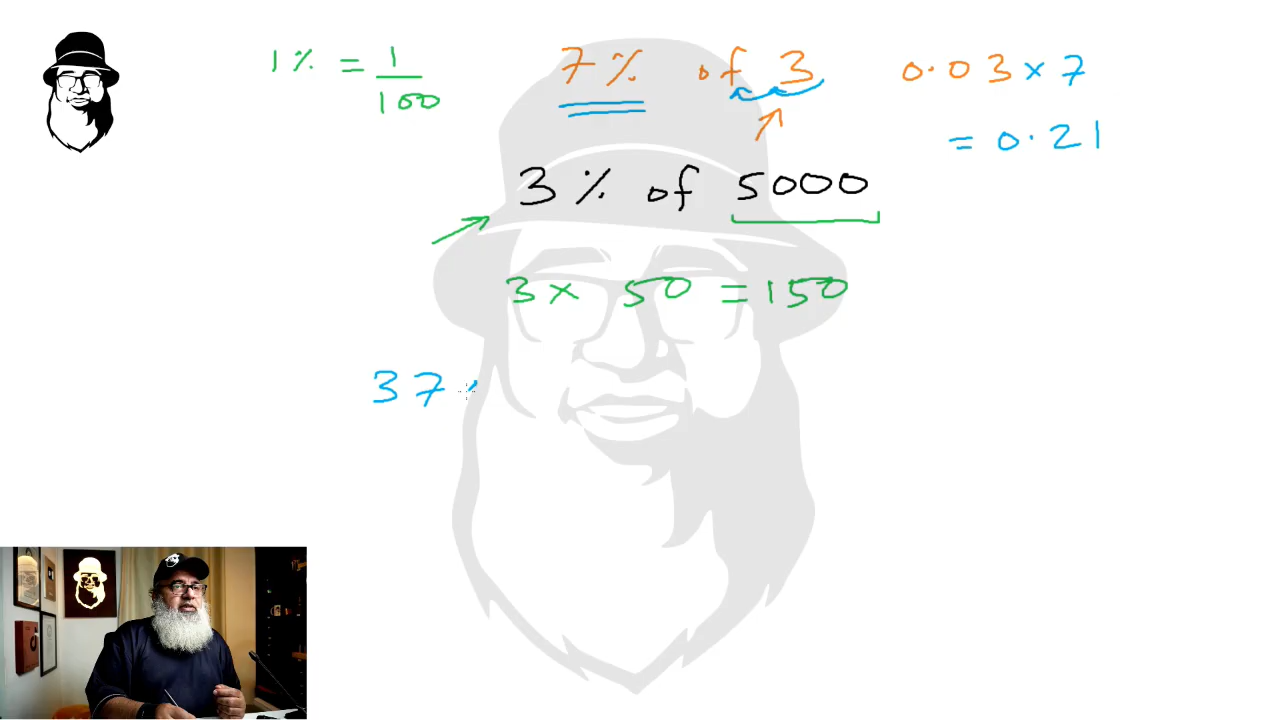 1% = 1/100
7% of 3
0.03 x 7
= 0.21
3% of 5000
3 x 50 = 150
37